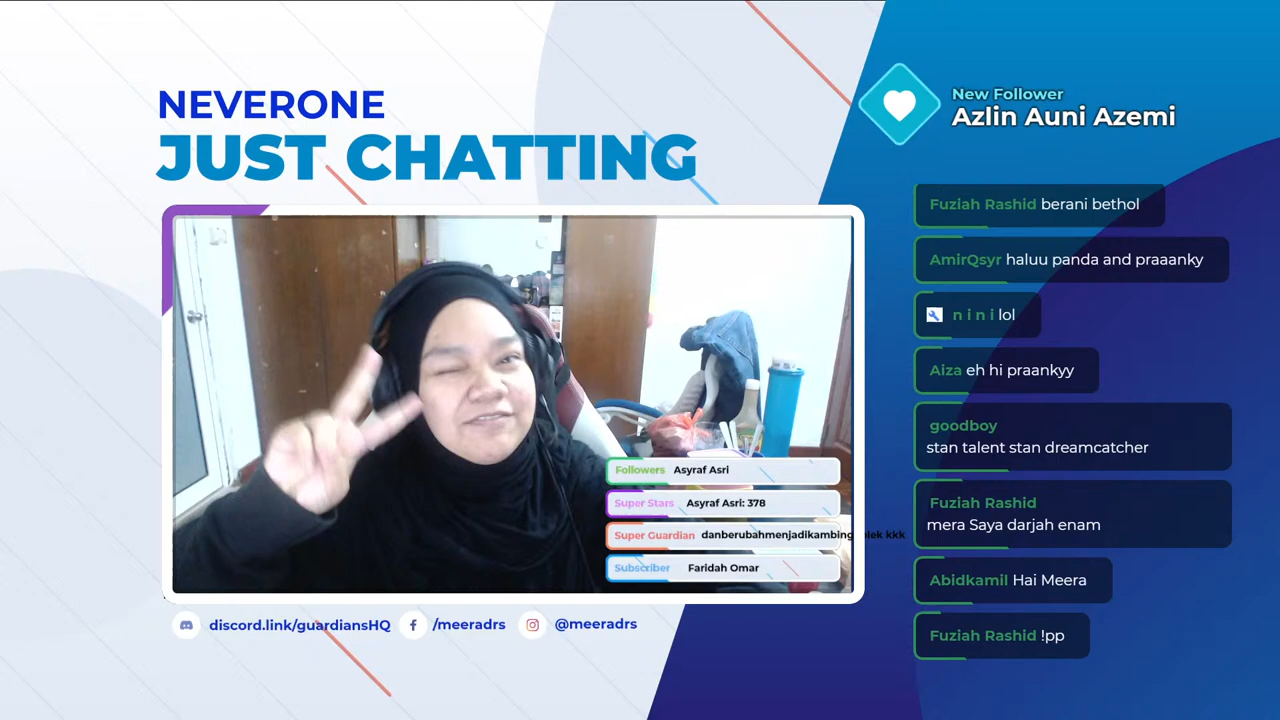 NEVERONE
JUST CHATTING
New Follower
Azlin Auni Azemi
Fuziah Rashid berani bethol
AmirQsyr haluu panda and praaanky
n i n i lol
Aiza eh hi praankyy
goodboy
stan talent stan dreamcatcher
Fuziah Rashid
mera Saya darjah enam
Abidkamil Hai Meera
Fuziah Rashid !pp
Followers Asyraf Asri
Super Stars Asyraf Asri: 378
Super Guardian danberubahmenjadikambing kkk
Subscriber Faridah Omar
discord.link/guardiansHQ /meeradrs @meeradrs